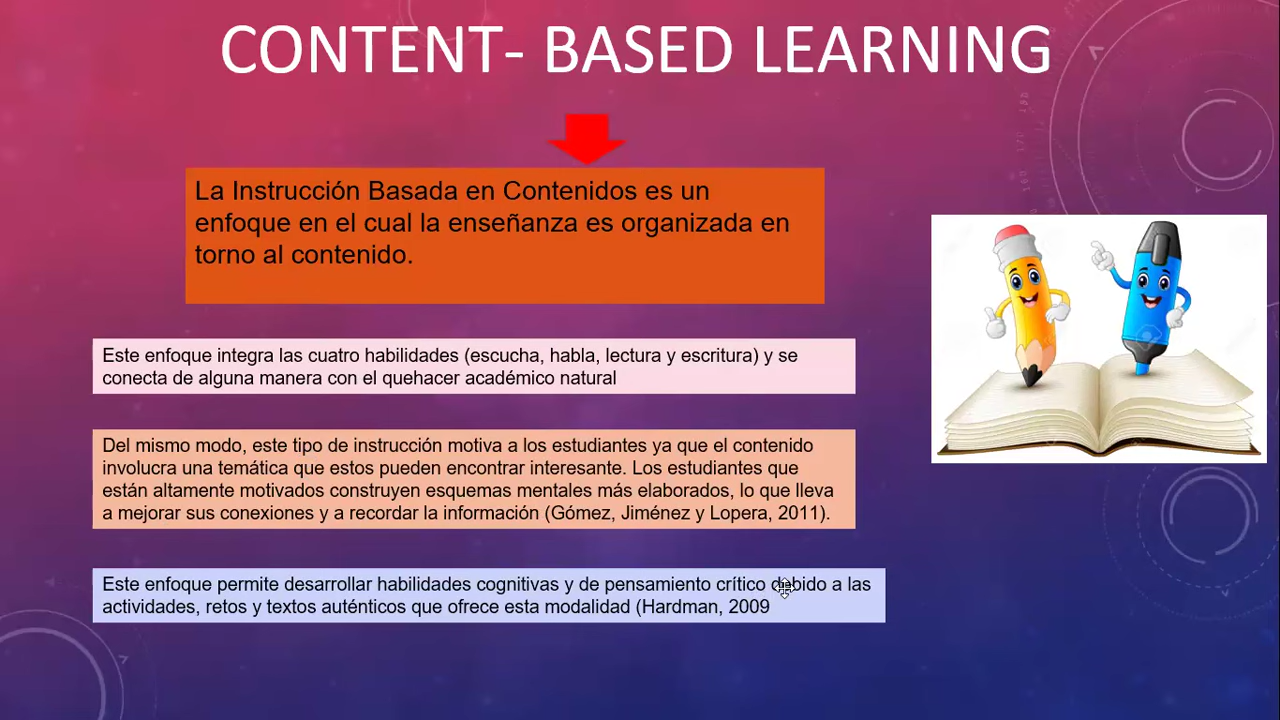 CONTENT- BASED LEARNING
La Instrucción Basada en Contenidos es un
enfoque en el cual la enseñanza es organizada en
torno al contenido.
Este enfoque integra las cuatro habilidades (escucha, habla, lectura y escritura) y se
conecta de alguna manera con el quehacer académico natural
Del mismo modo, este tipo de instrucción motiva a los estudiantes ya que el contenido
involucra una temática que estos pueden encontrar interesante. Los estudiantes que
están altamente motivados construyen esquemas mentales más elaborados, lo que lleva
a mejorar sus conexiones y a recordar la información (Gómez, Jiménez y Lopera, 2011).
Este enfoque permite desarrollar habilidades cognitivas y de pensamiento crítico debido a las
actividades, retos y textos auténticos que ofrece esta modalidad (Hardman, 2009